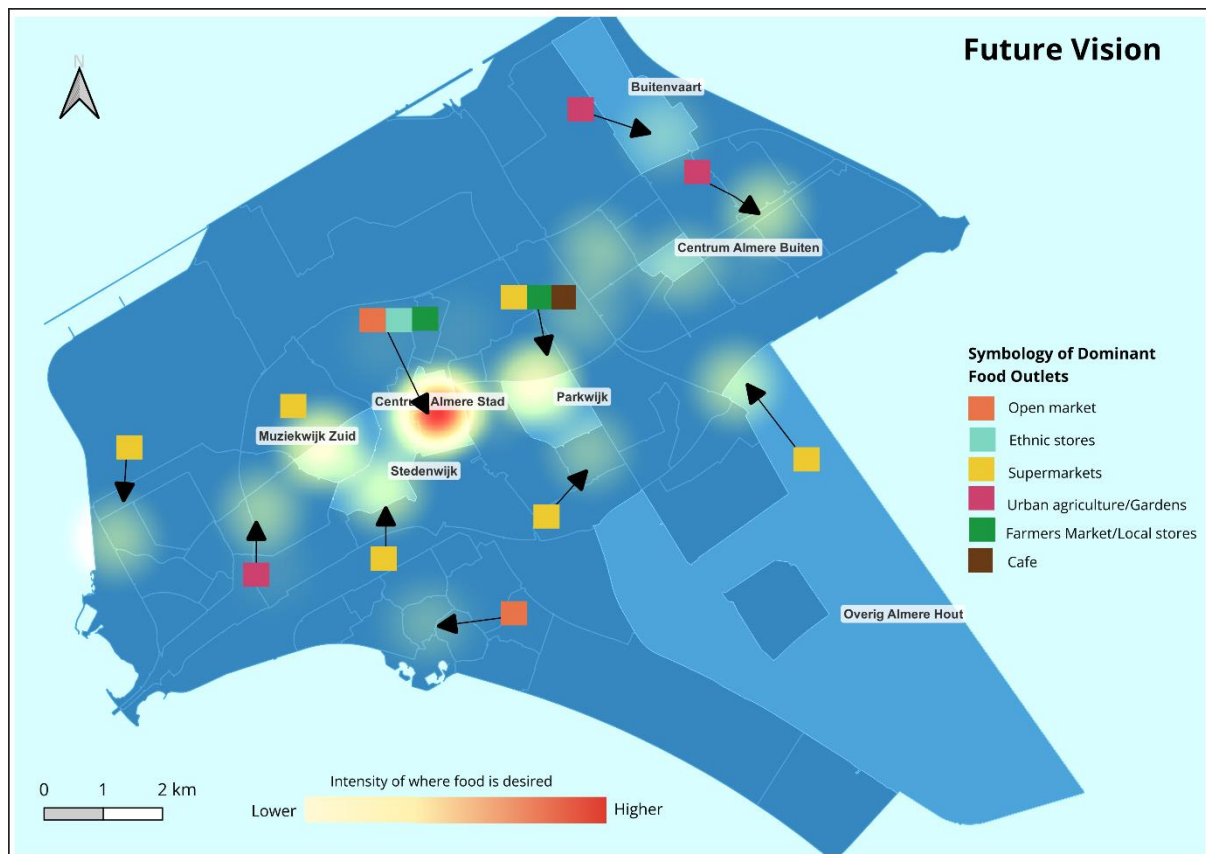 Future Vision
N
Buitenvaart
Centrum Almere Buiten
Centrum Almere Stad
Parkwijk
Muziekwijk Zuid
Stedenwijk
Overig Almere Hout
Symbology of Dominant
Food Outlets
Open market
Ethnic stores
Supermarkets
Urban agriculture/Gardens
Farmers Market/Local stores
Cafe
0 1 2 km
Intensity of where food is desired
Lower Higher